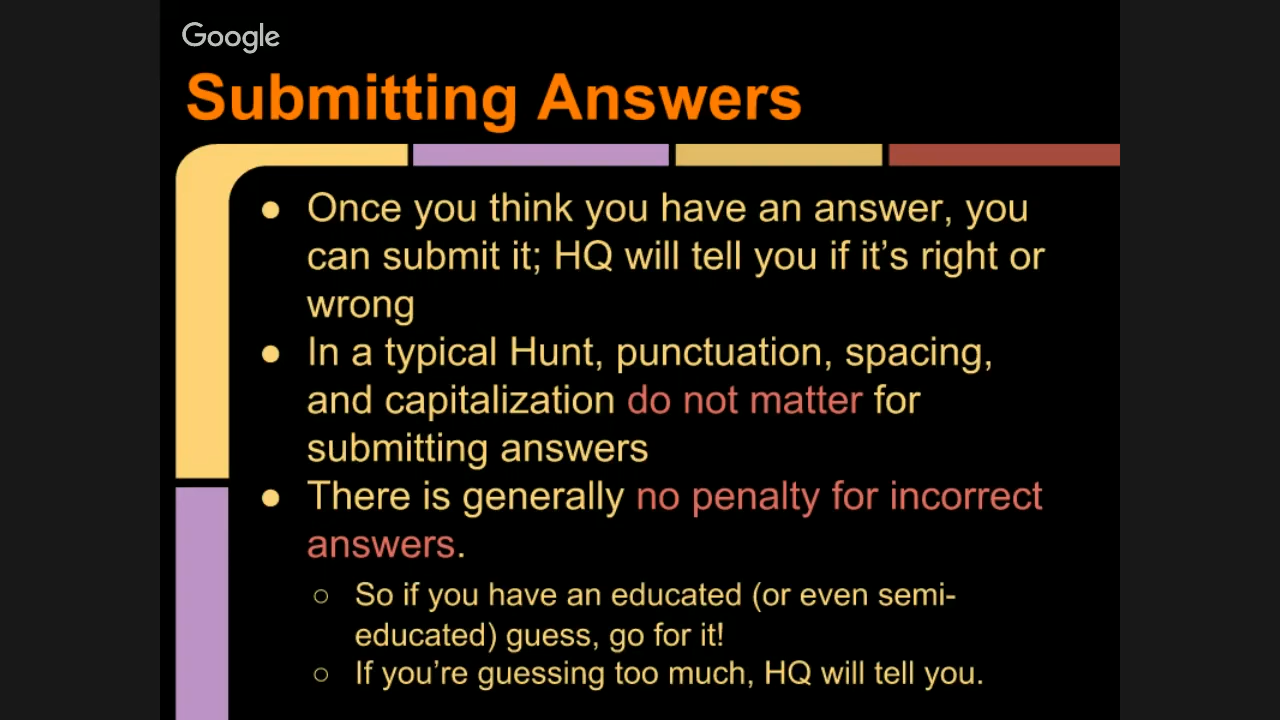 Google
Submitting Answers
● Once you think you have an answer, you
can submit it; HQ will tell you if it’s right or
wrong
● In a typical Hunt, punctuation, spacing,
and capitalization do not matter for
submitting answers
● There is generally no penalty for incorrect
answers.
○ So if you have an educated (or even semi-
educated) guess, go for it!
○ If you’re guessing too much, HQ will tell you.